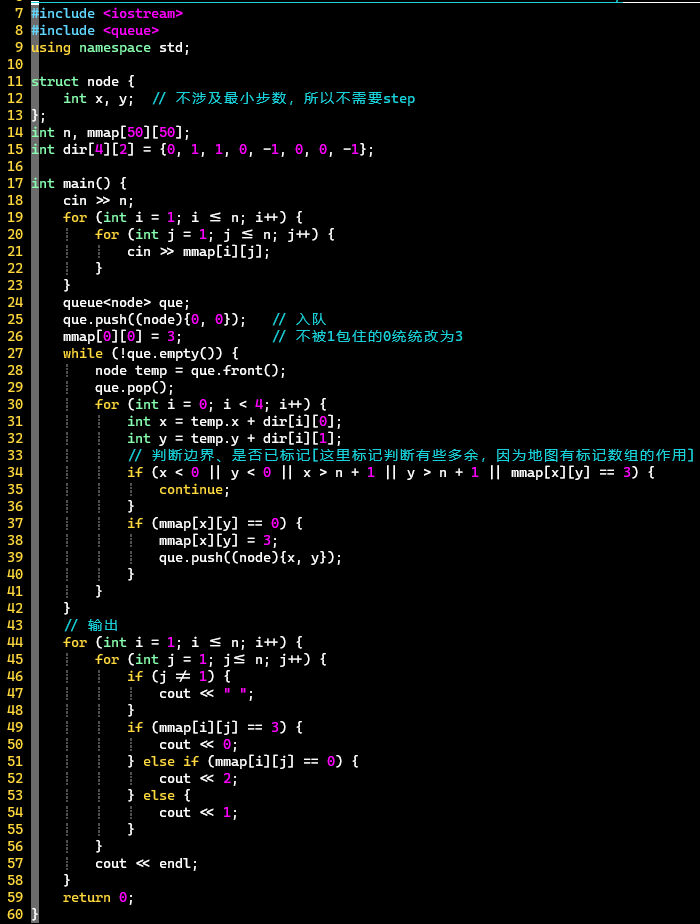 7 #include <iostream>
8 #include <queue>
9 using namespace std;
10
11 struct node {
12     int x, y;  // 不涉及最小步数，所以不需要step
13 };
14 int n, mmap[50][50];
15 int dir[4][2] = {0, 1, 1, 0, -1, 0, 0, -1};
16
17 int main() {
18     cin >> n;
19     for (int i = 1; i <= n; i++) {
20         for (int j = 1; j <= n; j++) {
21             cin >> mmap[i][j];
22         }
23     }
24     queue<node> que;
25     que.push((node){0, 0});   // 入队
26     mmap[0][0] = 3;           // 不被1包住的0统统改为3
27     while (!que.empty()) {
28         node temp = que.front();
29         que.pop();
30         for (int i = 0; i < 4; i++) {
31             int x = temp.x + dir[i][0];
32             int y = temp.y + dir[i][1];
33             // 判断边界、是否已标记[这里标记判断有些多余，因为地图有标记数组的作用]
34             if (x < 0 || y < 0 || x > n + 1 || y > n + 1 || mmap[x][y] == 3) {
35                 continue;
36             }
37             if (mmap[x][y] == 0) {
38                 mmap[x][y] = 3;
39                 que.push((node){x, y});
40             }
41         }
42     }
43     // 输出
44     for (int i = 1; i <= n; i++) {
45         for (int j = 1; j<= n; j++) {
46             if (j != 1) {
47                 cout << " ";
48             }
49             if (mmap[i][j] == 3) {
50                 cout << 0;
51             } else if (mmap[i][j] == 0) {
52                 cout << 2;
53             } else {
54                 cout << 1;
55             }
56         }
57         cout << endl;
58     }
59     return 0;
60 }